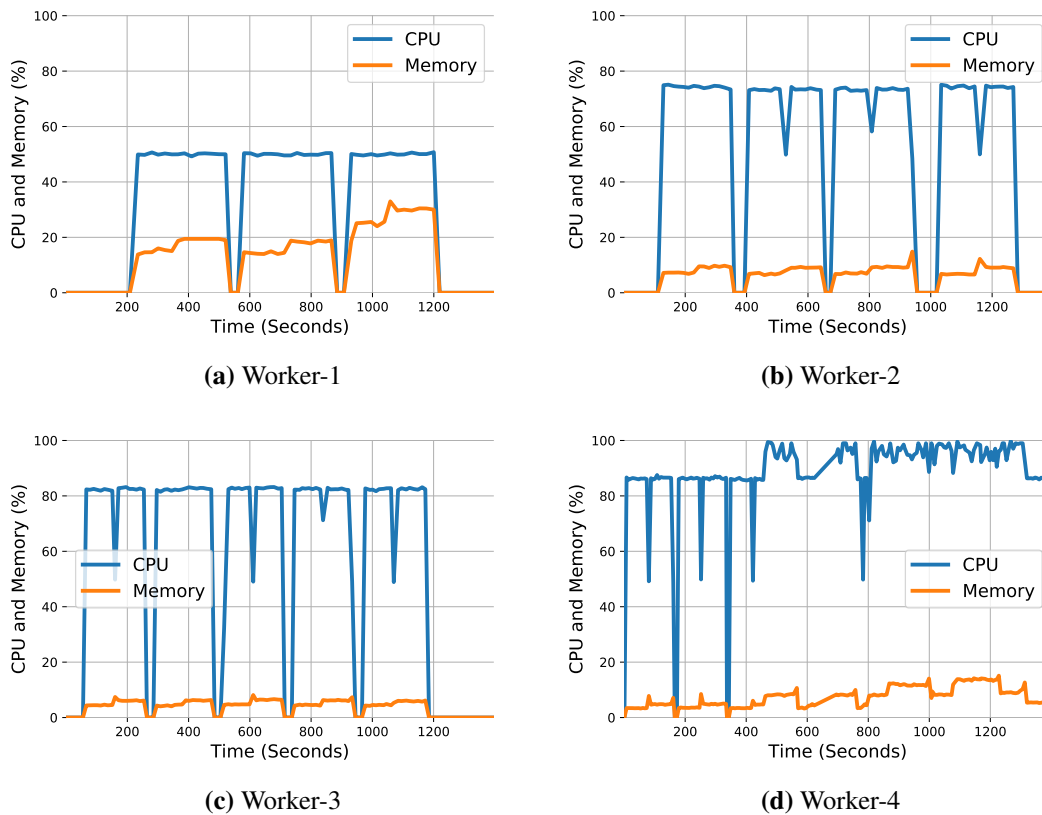 100
80
60
40
20
0
CPU and Memory (%)
CPU
Memory
200 400 600 800 1000 1200
Time (Seconds)
(a) Worker-1
100
80
60
40
20
0
CPU and Memory (%)
CPU
Memory
200 400 600 800 1000 1200
Time (Seconds)
(b) Worker-2
100
80
60
40
20
0
CPU and Memory (%)
CPU
Memory
200 400 600 800 1000 1200
Time (Seconds)
(c) Worker-3
100
80
60
40
20
0
CPU and Memory (%)
CPU
Memory
200 400 600 800 1000 1200
Time (Seconds)
(d) Worker-4